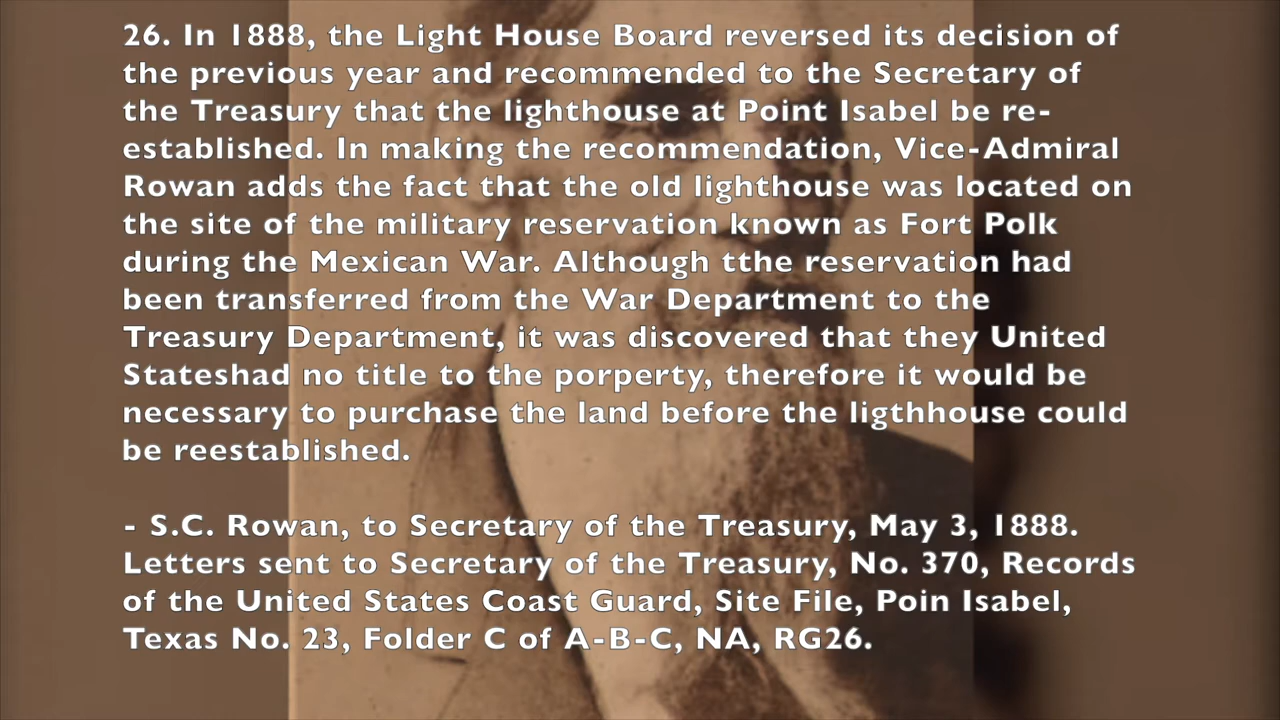 26. In 1888, the Light House Board reversed its decision of
the previous year and recommended to the Secretary of
the Treasury that the lighthouse at Point Isabel be re-
established. In making the recommendation, Vice-Admiral
Rowan adds the fact that the old lighthouse was located on
the site of the military reservation known as Fort Polk
during the Mexican War. Although tthe reservation had
been transferred from the War Department to the
Treasury Department, it was discovered that they United
Stateshad no title to the porperty, therefore it would be
necessary to purchase the land before the ligthhouse could
be reestablished.
- S.C. Rowan, to Secretary of the Treasury, May 3, 1888.
Letters sent to Secretary of the Treasury, No. 370, Records
of the United States Coast Guard, Site File, Poin Isabel,
Texas No. 23, Folder C of A-B-C, NA, RG26.